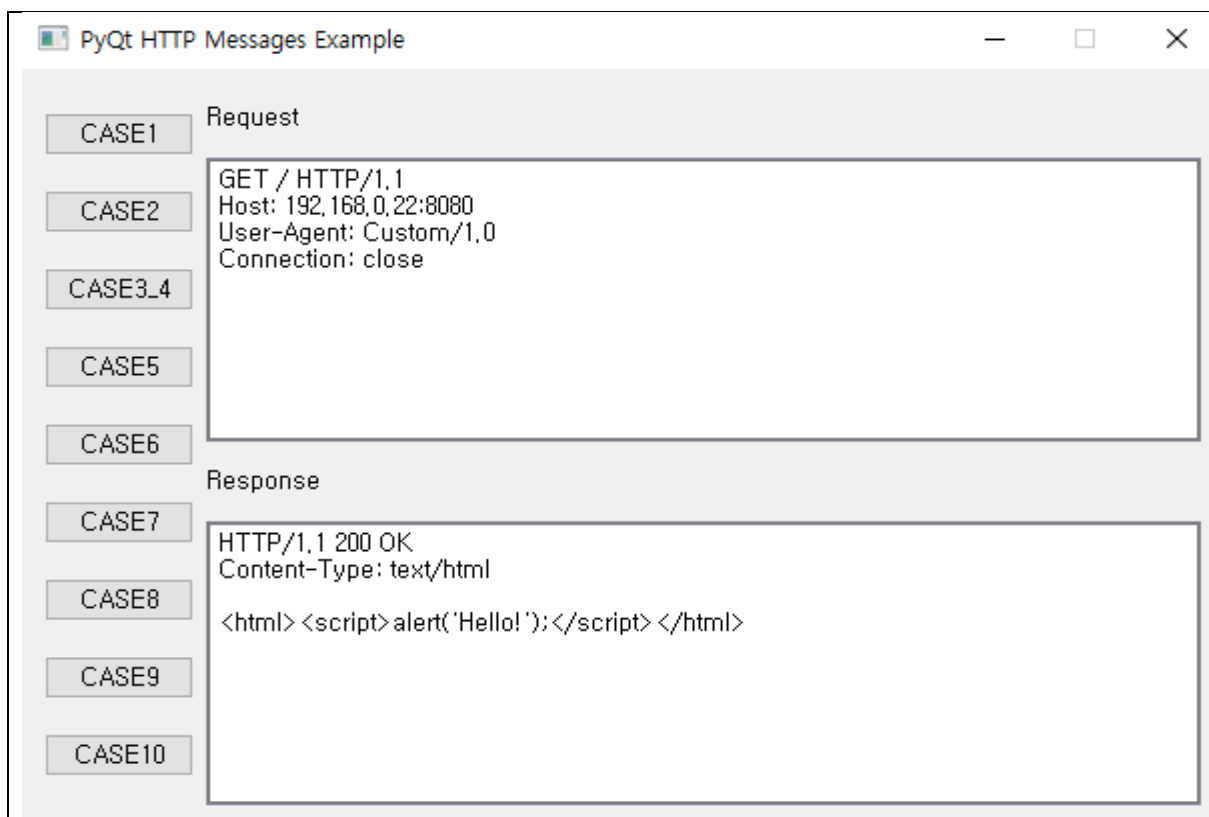 PyQt HTTP Messages Example
CASE1
CASE2
CASE3_4
CASE5
CASE6
CASE7
CASE8
CASE9
CASE10
Request
GET / HTTP/1.1
Host: 192.168.0.22:8080
User-Agent: Custom/1.0
Connection: close
Response
HTTP/1.1 200 OK
Content-Type: text/html
<html><script>alert('Hello!');</script></html>